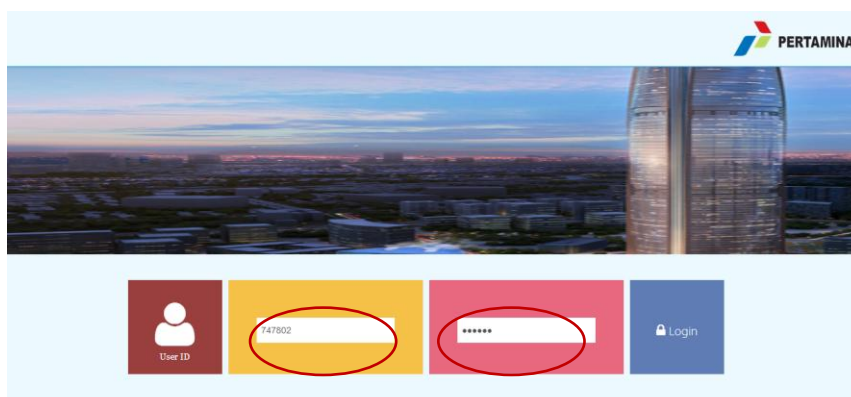 PERTAMINA
747802
••••••
Login
User ID